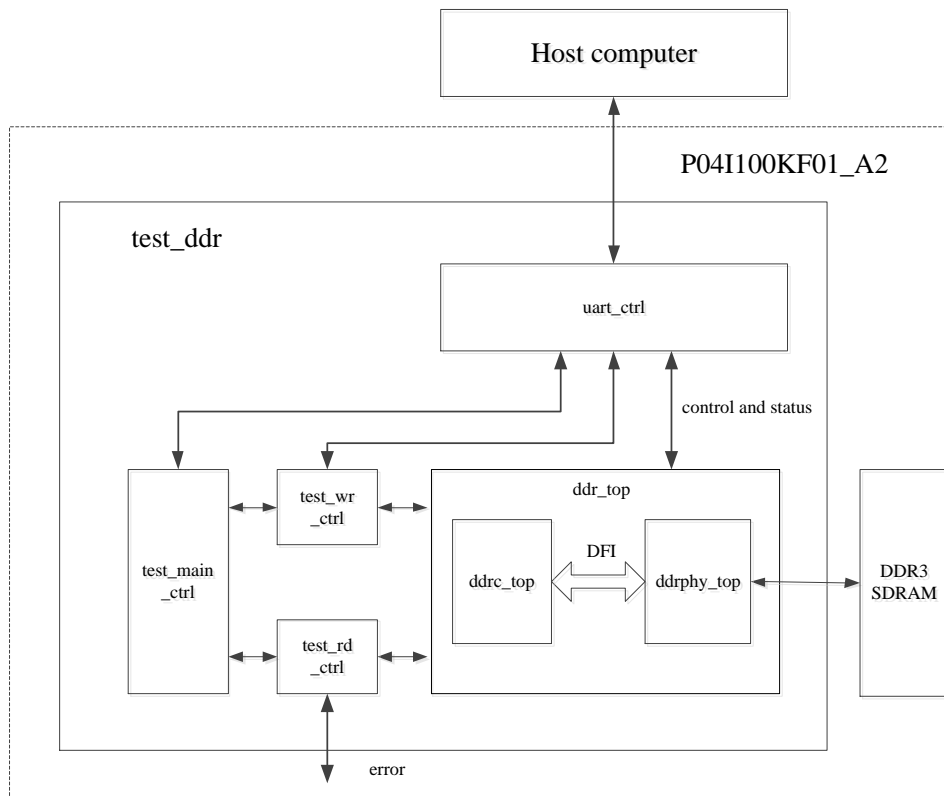 Host computer
P04I100KF01_A2
test_ddr
uart_ctrl
control and status
test_wr
_ctrl
ddr_top
test_main
_ctrl
ddrc_top
DFI
ddrphy_top
DDR3
SDRAM
test_rd
_ctrl
error